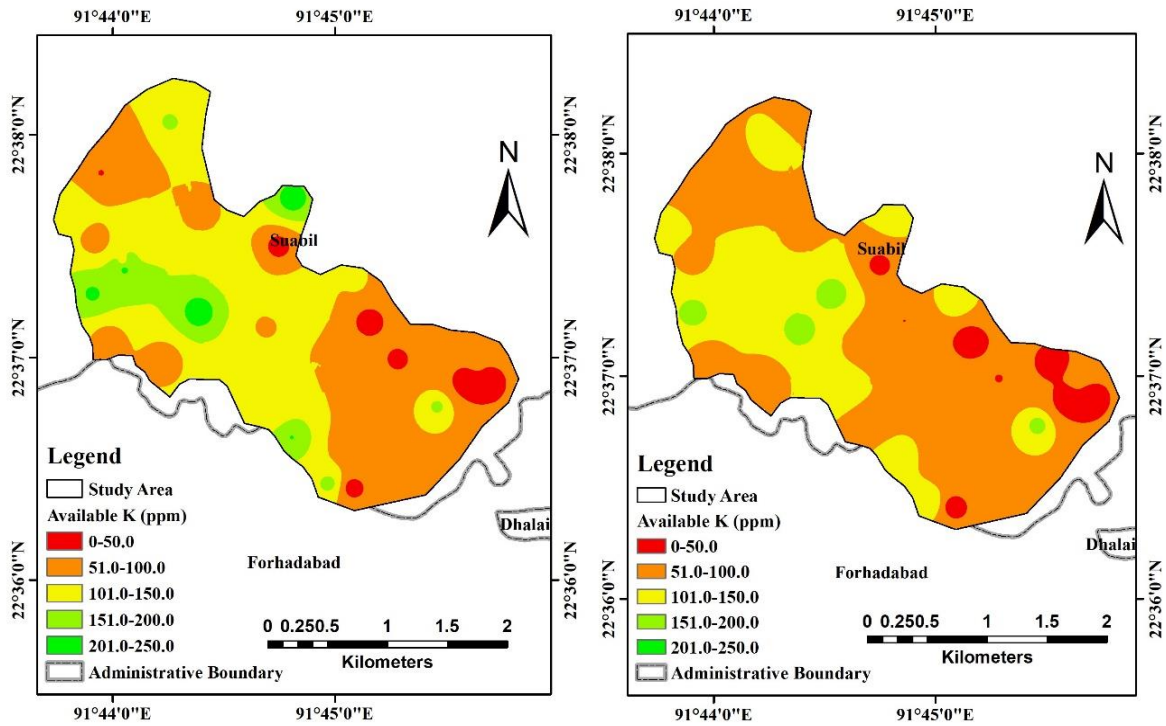 91°44'0"E 91°45'0"E
22°38'0"N 22°38'0"N
N
Suabil
22°37'0"N 22°37'0"N
Legend
Study Area
Available K (ppm)
0-50.0
51.0-100.0
101.0-150.0
151.0-200.0
201.0-250.0
Administrative Boundary
Dhalai
Forhadabad
22°36'0"N 22°36'0"N
0 0.25 0.5 1 1.5 2
Kilometers
91°44'0"E 91°45'0"E
91°44'0"E 91°45'0"E
22°38'0"N 22°38'0"N
N
Suabil
22°37'0"N 22°37'0"N
Legend
Study Area
Available K (ppm)
0-50.0
51.0-100.0
101.0-150.0
151.0-200.0
201.0-250.0
Administrative Boundary
Dhalai
Forhadabad
22°36'0"N 22°36'0"N
0 0.25 0.5 1 1.5 2
Kilometers
91°44'0"E 91°45'0"E